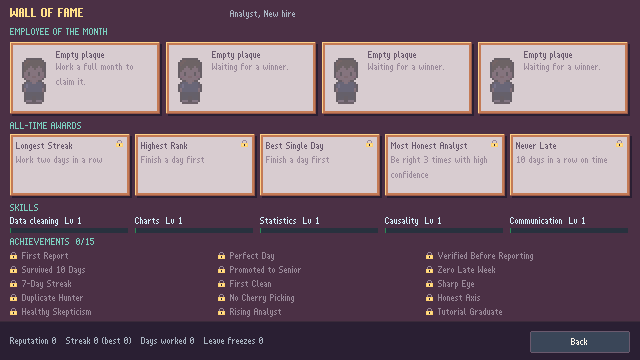 WALL OF FAME
Analyst, New hire
EMPLOYEE OF THE MONTH
Empty plaque
Work a full month to
claim it.
Empty plaque
Waiting for a winner.
Empty plaque
Waiting for a winner.
Empty plaque
Waiting for a winner.
ALL-TIME AWARDS
Longest Streak
Work two days in a row
Highest Rank
Finish a day first
Best Single Day
Finish a day first
Most Honest Analyst
Be right 3 times with high
confidence
Never Late
10 days in a row on time
SKILLS
Data cleaning Lv 1
Charts Lv 1
Statistics Lv 1
Causality Lv 1
Communication Lv 1
ACHIEVEMENTS 0/15
First Report
Perfect Day
Verified Before Reporting
Survived 10 Days
Promoted to Senior
Zero Late Week
7-Day Streak
First Clean
Sharp Eye
Duplicate Hunter
No Cherry Picking
Honest Axis
Healthy Skepticism
Rising Analyst
Tutorial Graduate
Reputation 0 Streak 0 (best 0) Days worked 0 Leave freezes 0
Back